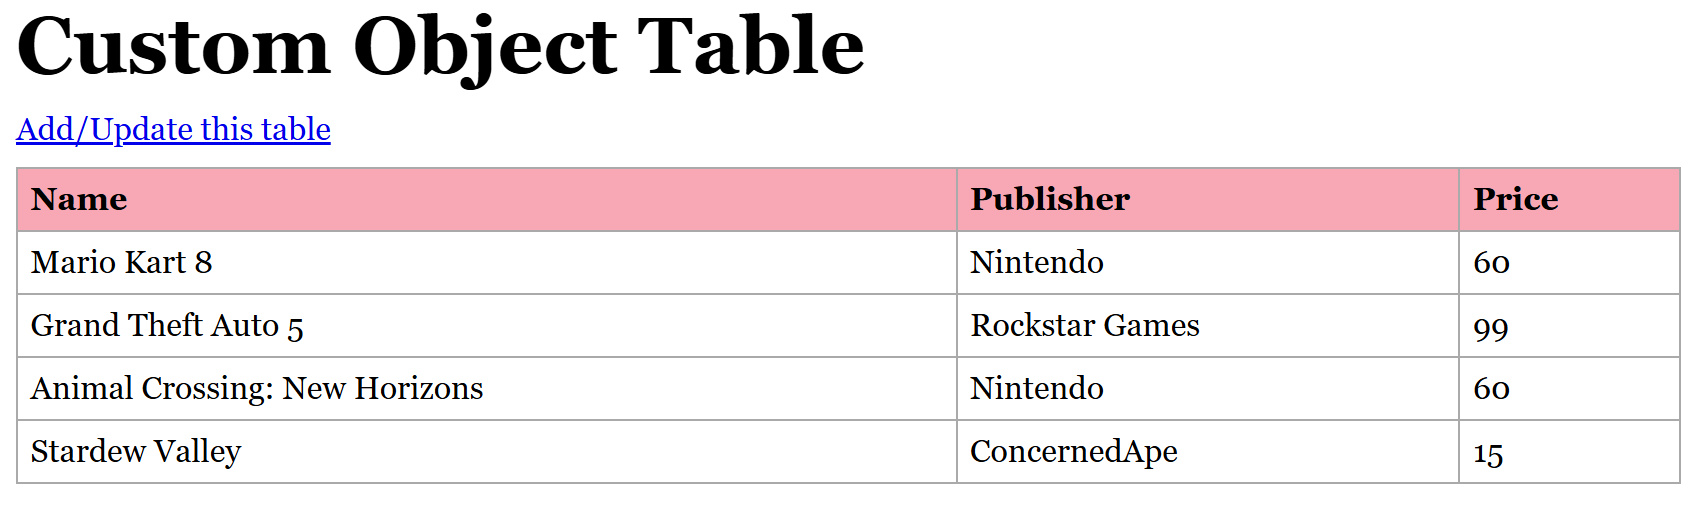 Custom Object Table
Add/Update this table
Name Publisher Price
Mario Kart 8 Nintendo 60
Grand Theft Auto 5 Rockstar Games 99
Animal Crossing: New Horizons Nintendo 60
Stardew Valley ConcernedApe 15